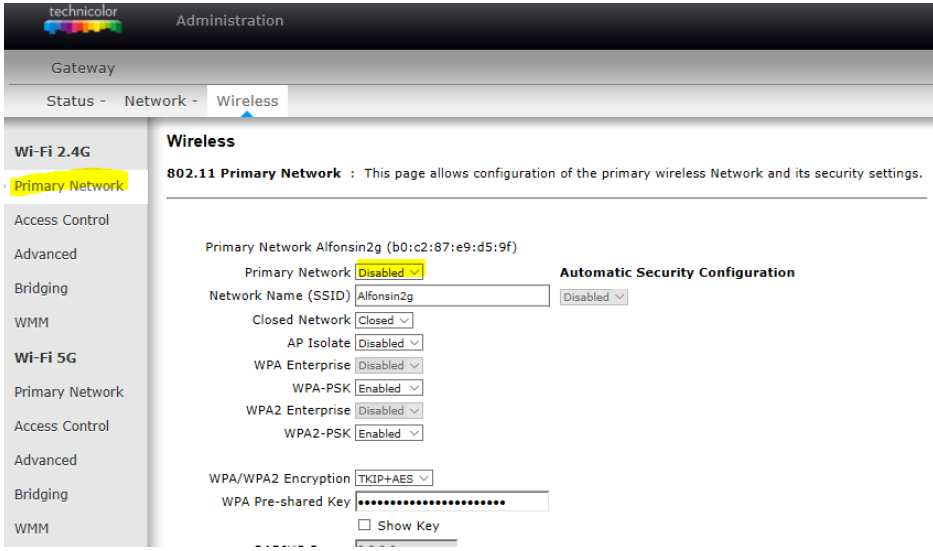 technicolor
Administration
Gateway
Status - Network - Wireless
Wi-Fi 2.4G
Primary Network
Access Control
Advanced
Bridging
WMM
Wi-Fi 5G
Primary Network
Access Control
Advanced
Bridging
WMM
Wireless
802.11 Primary Network : This page allows configuration of the primary wireless Network and its security settings.
Primary Network Alfonsin2g (b0:c2:87:e9:d5:9f)
Primary Network Disabled
Automatic Security Configuration
Network Name (SSID) Alfonsin2g
Disabled
Closed Network Closed
AP Isolate Disabled
WPA Enterprise Disabled
WPA-PSK Enabled
WPA2 Enterprise Disabled
WPA2-PSK Enabled
WPA/WPA2 Encryption TKIP+AES
WPA Pre-shared Key
Show Key